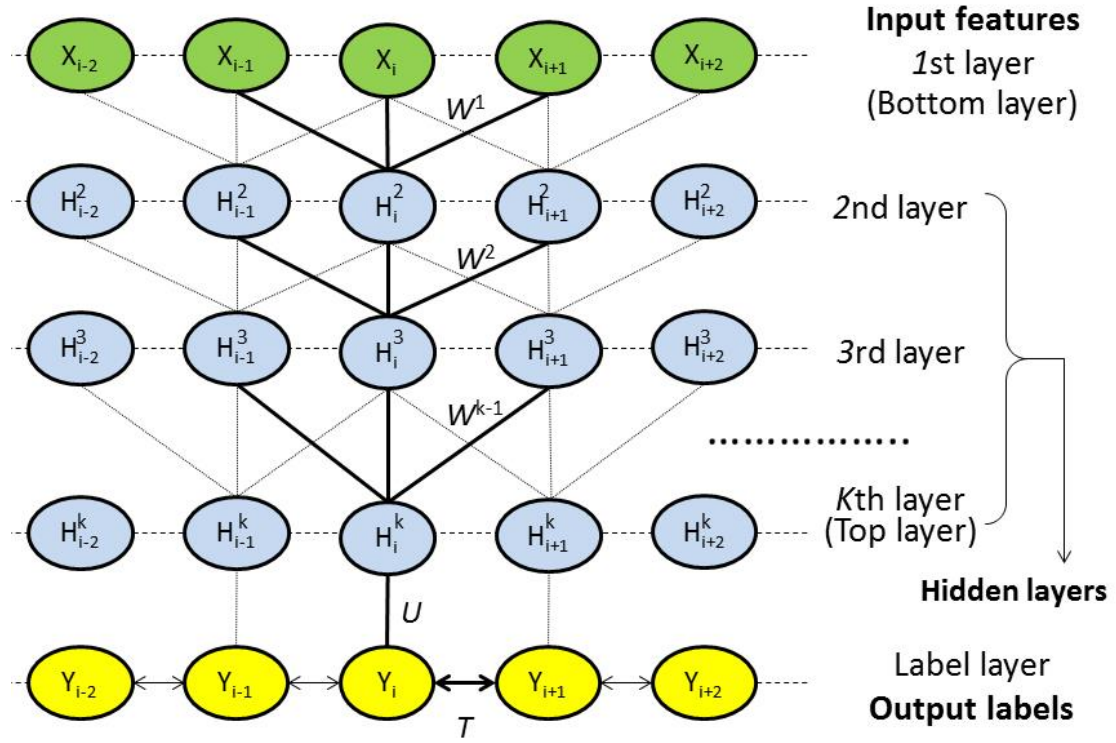 Input features
1st layer
(Bottom layer)
X_{i-2} X_{i-1} X_i X_{i+1} X_{i+2}
W^1
H^2_{i-2} H^2_{i-1} H^2_i H^2_{i+1} H^2_{i+2}
2nd layer
W^2
H^3_{i-2} H^3_{i-1} H^3_i H^3_{i+1} H^3_{i+2}
3rd layer
W^{k-1}
................
Kth layer
(Top layer)
H^k_{i-2} H^k_{i-1} H^k_i H^k_{i+1} H^k_{i+2}
Hidden layers
U
Label layer
Y_{i-2} Y_{i-1} Y_i Y_{i+1} Y_{i+2}
Output labels
T